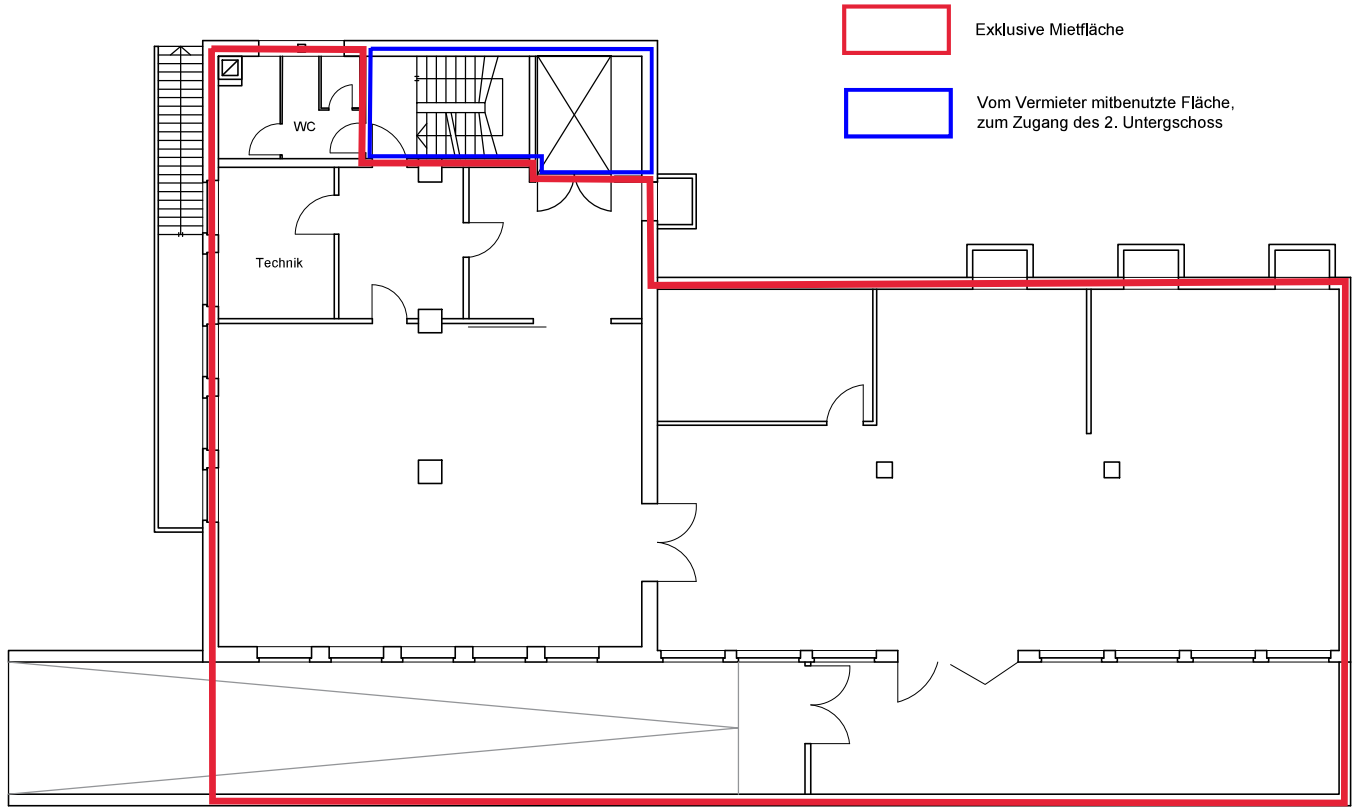 Exklusive Mietfläche
Vom Vermieter mitbenutzte Fläche,
zum Zugang des 2. Untergschoss
WC
Technik